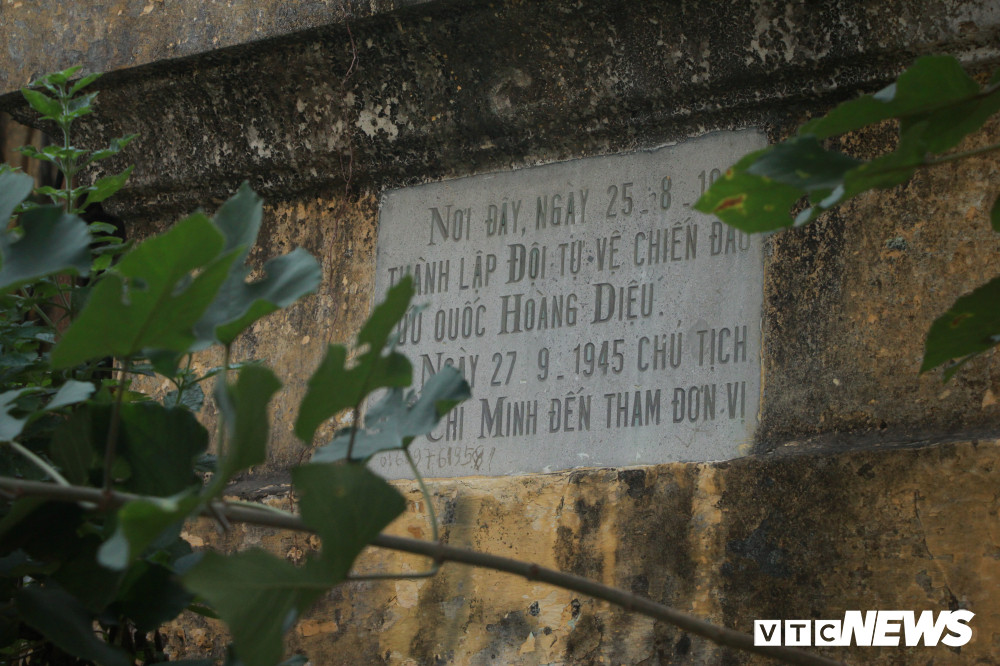 NƠI ĐÂY, NGÀY 25-8
THÀNH LẬP ĐỘI TỰ VỆ CHIẾN ĐẤU
QUỐC HOÀNG DIỆU.
NGÀY 27 9-1945 CHỦ TỊCH
CHÍ MINH ĐẾN THAM ĐƠN VỊ
VTCNEWS